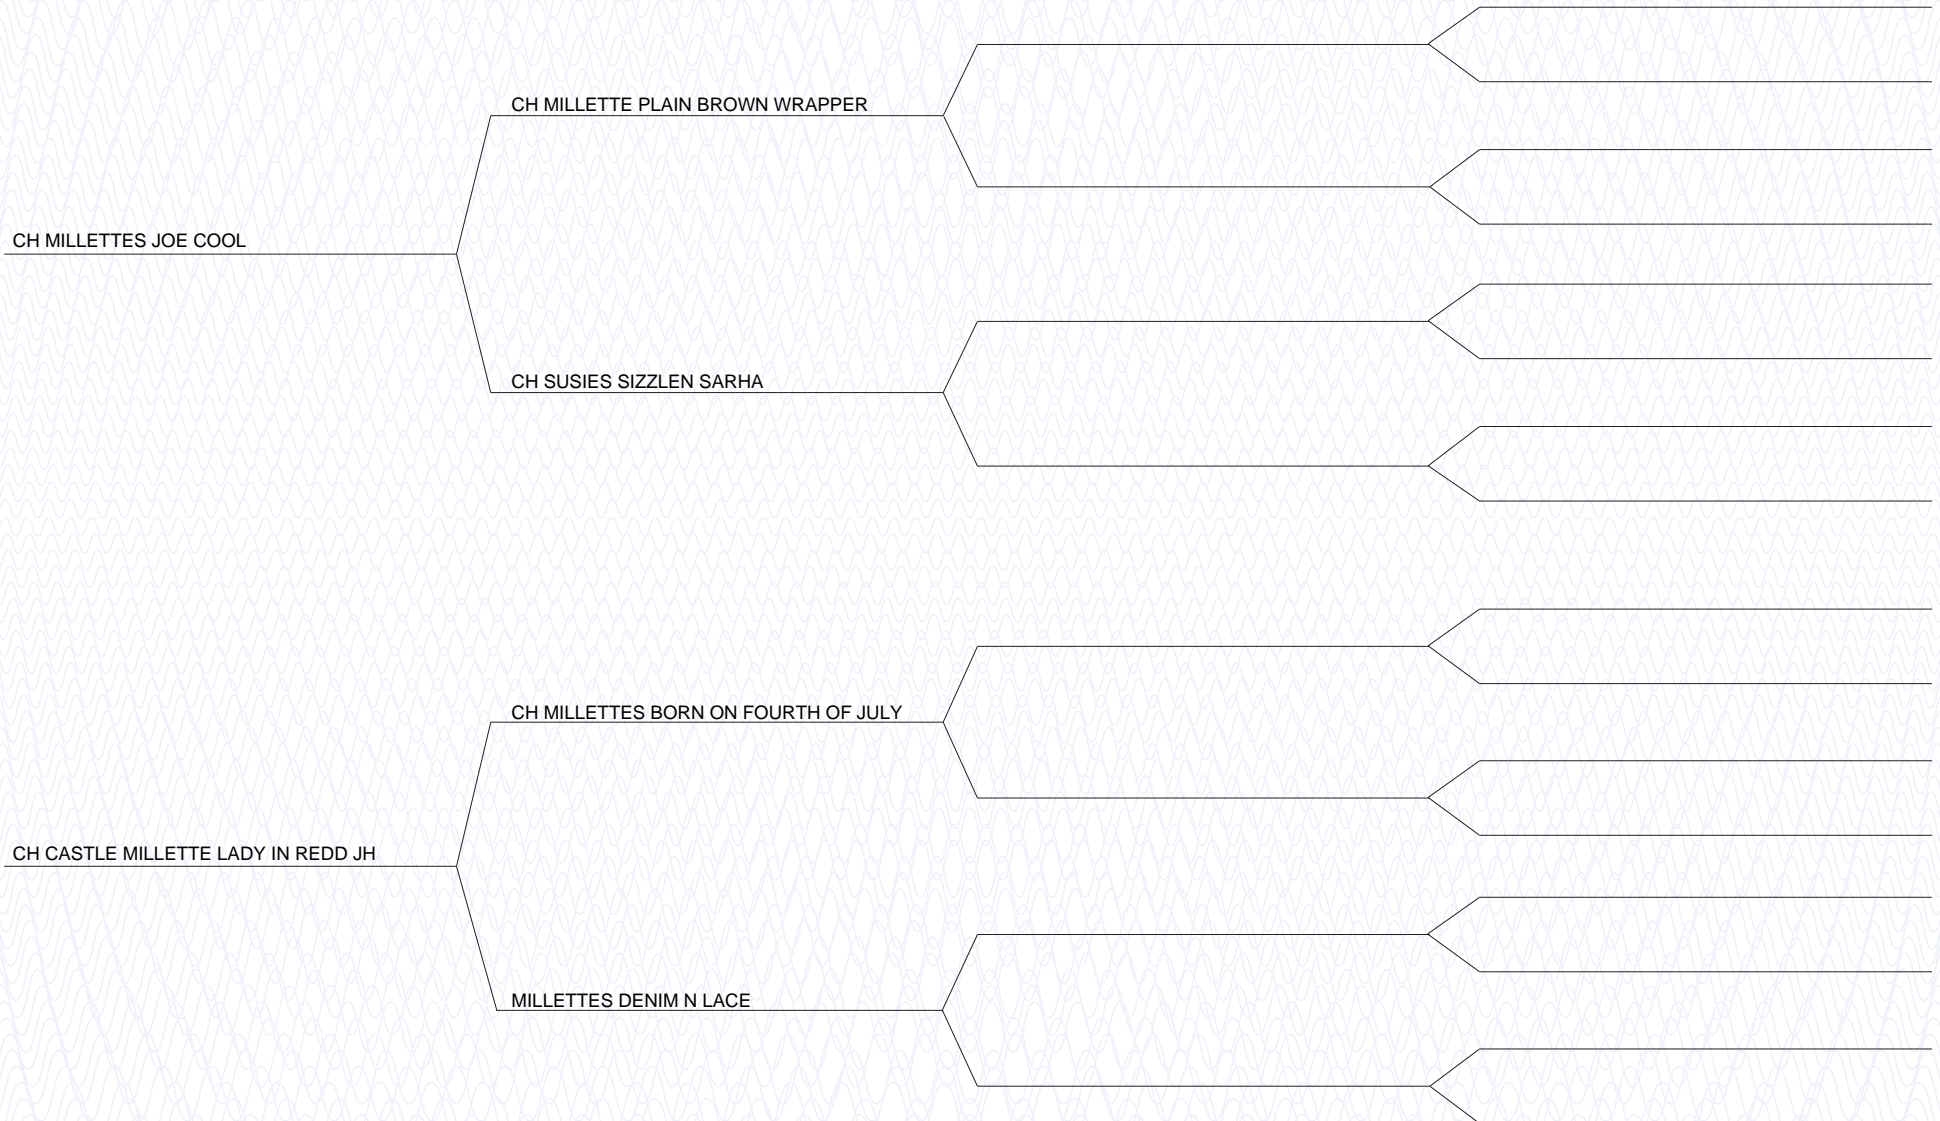 CH MILLETTE PLAIN BROWN WRAPPER
CH MILLETTES JOE COOL
CH SUSIES SIZZLEN SARHA
CH MILLETTES BORN ON FOURTH OF JULY
CH CASTLE MILLETTE LADY IN REDD JH
MILLETTES DENIM N LACE